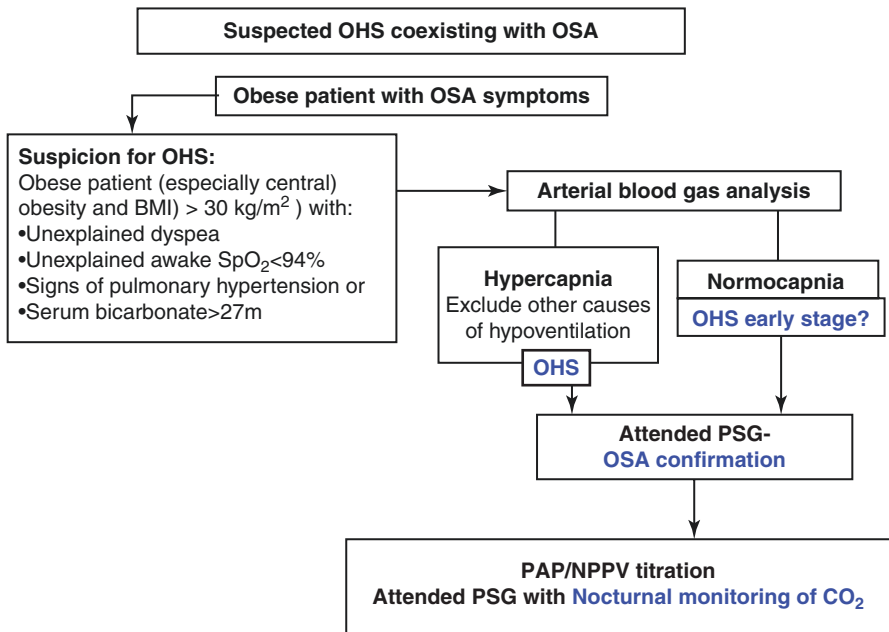 Suspected OHS coexisting with OSA
Obese patient with OSA symptoms
Suspicion for OHS:
Obese patient (especially central)
obesity and BMI) > 30 kg/m² ) with:
•Unexplained dyspea
•Unexplained awake SpO₂<94%
•Signs of pulmonary hypertension or
•Serum bicarbonate>27m
Arterial blood gas analysis
Hypercapnia
Exclude other causes
of hypoventilation
OHS
Normocapnia
OHS early stage?
Attended PSG-
OSA confirmation
PAP/NPPV titration
Attended PSG with Nocturnal monitoring of CO₂